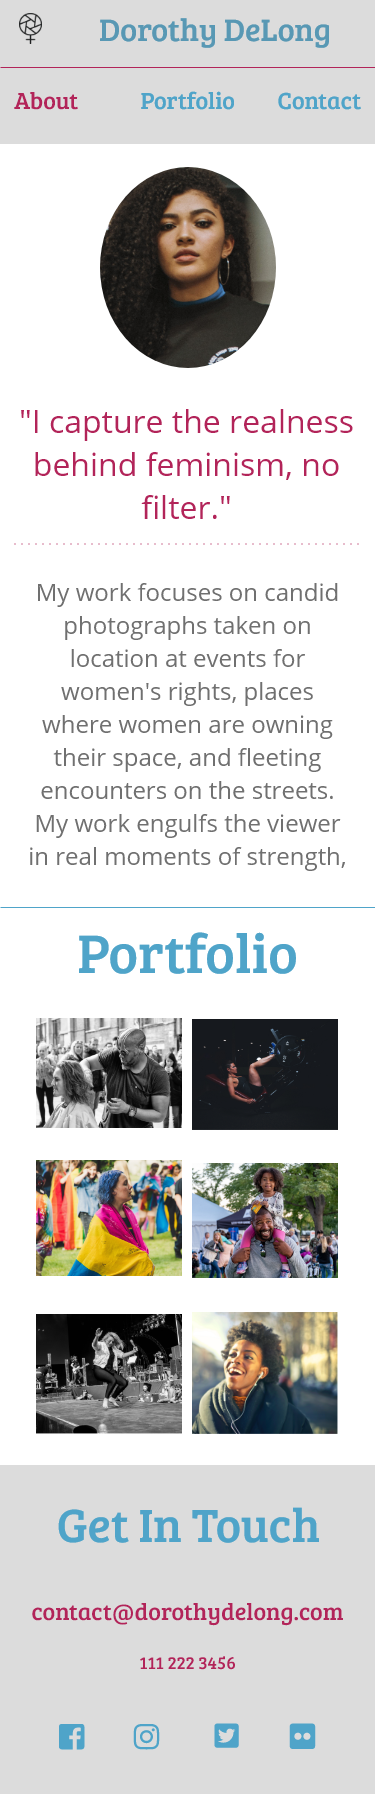 Dorothy DeLong
About Portfolio Contact
"I capture the realness
behind feminism, no
filter."
My work focuses on candid
photographs taken on
location at events for
women's rights, places
where women are owning
their space, and fleeting
encounters on the streets.
My work engulfs the viewer
in real moments of strength,
Portfolio
Get In Touch
contact@dorothydelong.com
111 222 3456